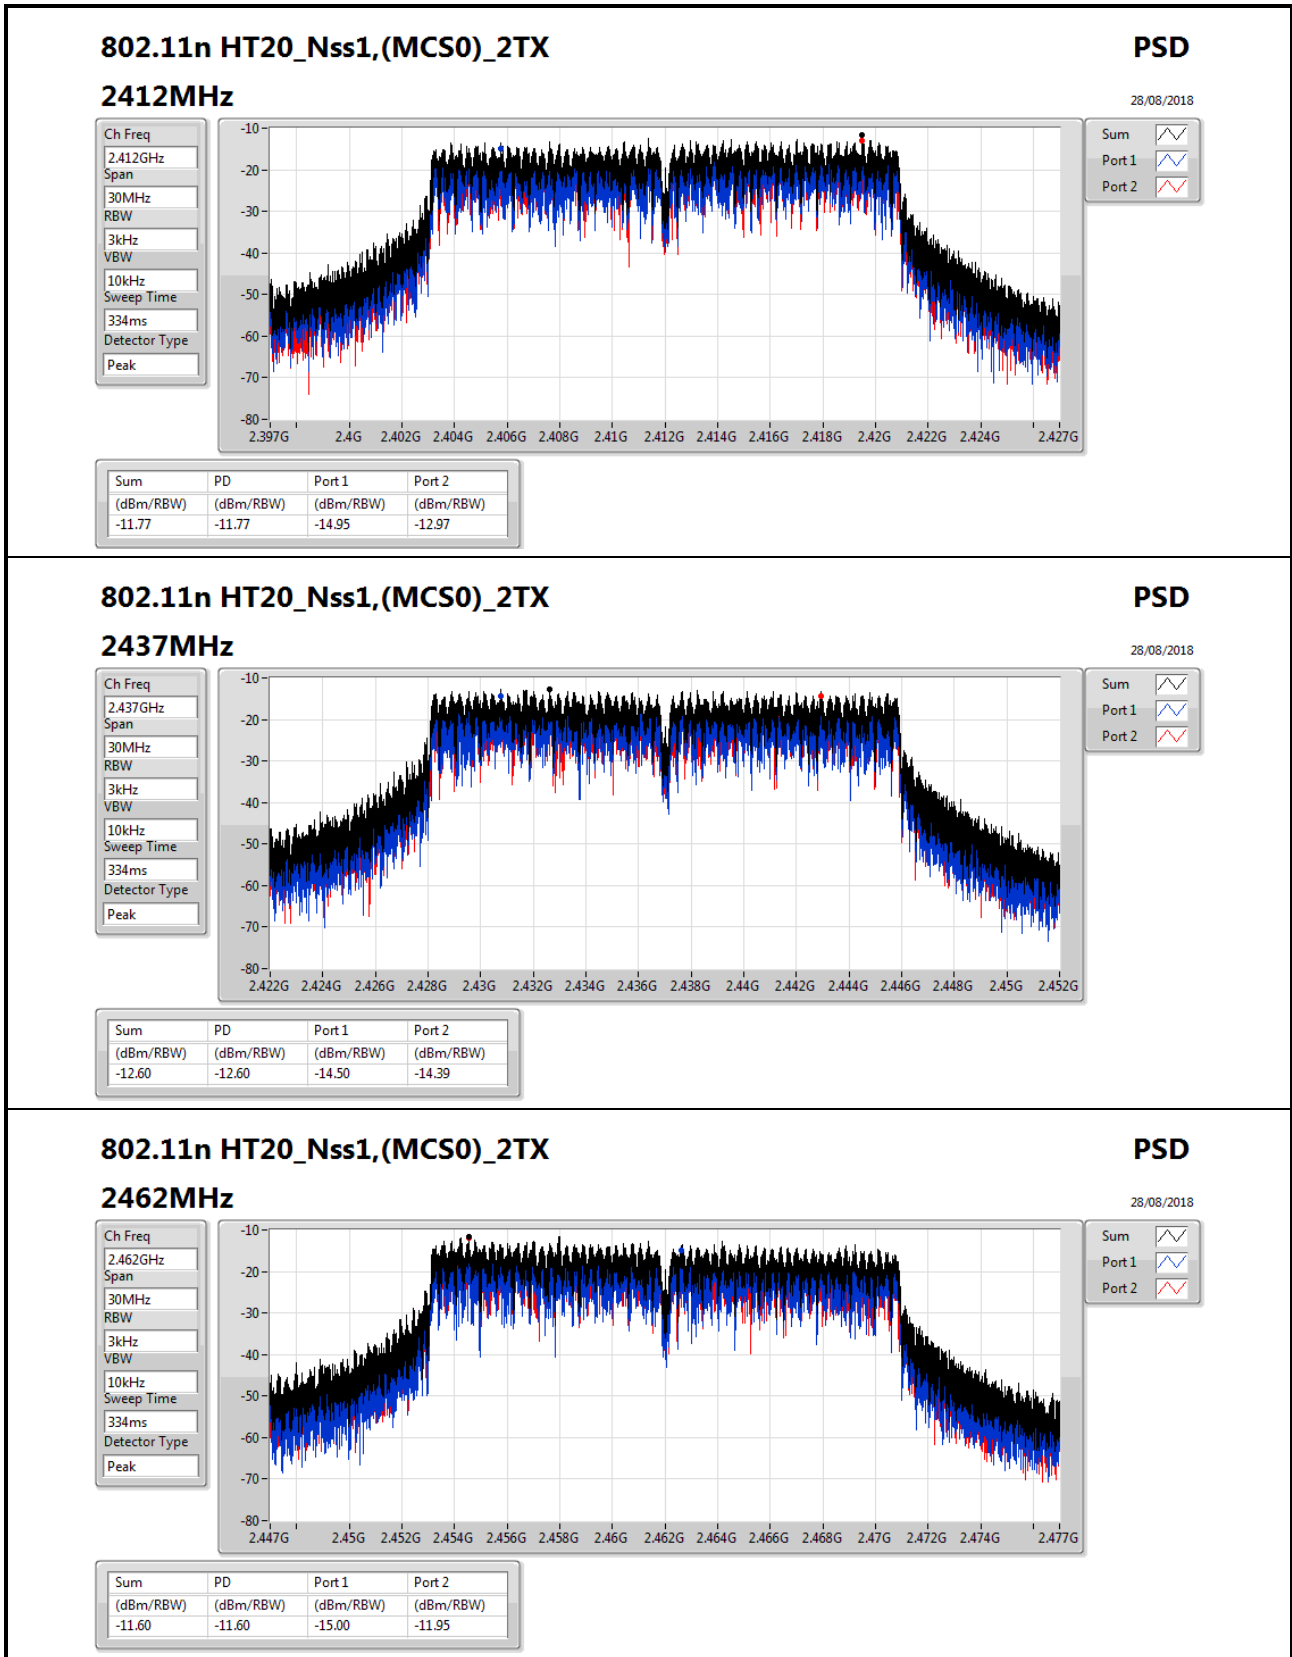 802.11n HT20_Nss1,(MCS0)_2TX PSD
2412MHz 28/08/2018
Ch Freq
2.412GHz
Span
30MHz
RBW
3kHz
VBW
10kHz
Sweep Time
334ms
Detector Type
Peak
-10
-20
-30
-40
-50
-60
-70
-80
2.397G 2.4G 2.402G 2.404G 2.406G 2.408G 2.41G 2.412G 2.414G 2.416G 2.418G 2.42G 2.422G 2.424G 2.427G
Sum
Port 1
Port 2
Sum PD Port 1 Port 2
(dBm/RBW) (dBm/RBW) (dBm/RBW) (dBm/RBW)
-11.77 -11.77 -14.95 -12.97
802.11n HT20_Nss1,(MCS0)_2TX PSD
2437MHz 28/08/2018
Ch Freq
2.437GHz
Span
30MHz
RBW
3kHz
VBW
10kHz
Sweep Time
334ms
Detector Type
Peak
-10
-20
-30
-40
-50
-60
-70
-80
2.422G 2.424G 2.426G 2.428G 2.43G 2.432G 2.434G 2.436G 2.438G 2.44G 2.442G 2.444G 2.446G 2.448G 2.45G 2.452G
Sum
Port 1
Port 2
Sum PD Port 1 Port 2
(dBm/RBW) (dBm/RBW) (dBm/RBW) (dBm/RBW)
-12.60 -12.60 -14.50 -14.39
802.11n HT20_Nss1,(MCS0)_2TX PSD
2462MHz 28/08/2018
Ch Freq
2.462GHz
Span
30MHz
RBW
3kHz
VBW
10kHz
Sweep Time
334ms
Detector Type
Peak
-10
-20
-30
-40
-50
-60
-70
-80
2.447G 2.45G 2.452G 2.454G 2.456G 2.458G 2.46G 2.462G 2.464G 2.466G 2.468G 2.47G 2.472G 2.474G 2.477G
Sum
Port 1
Port 2
Sum PD Port 1 Port 2
(dBm/RBW) (dBm/RBW) (dBm/RBW) (dBm/RBW)
-11.60 -11.60 -15.00 -11.95